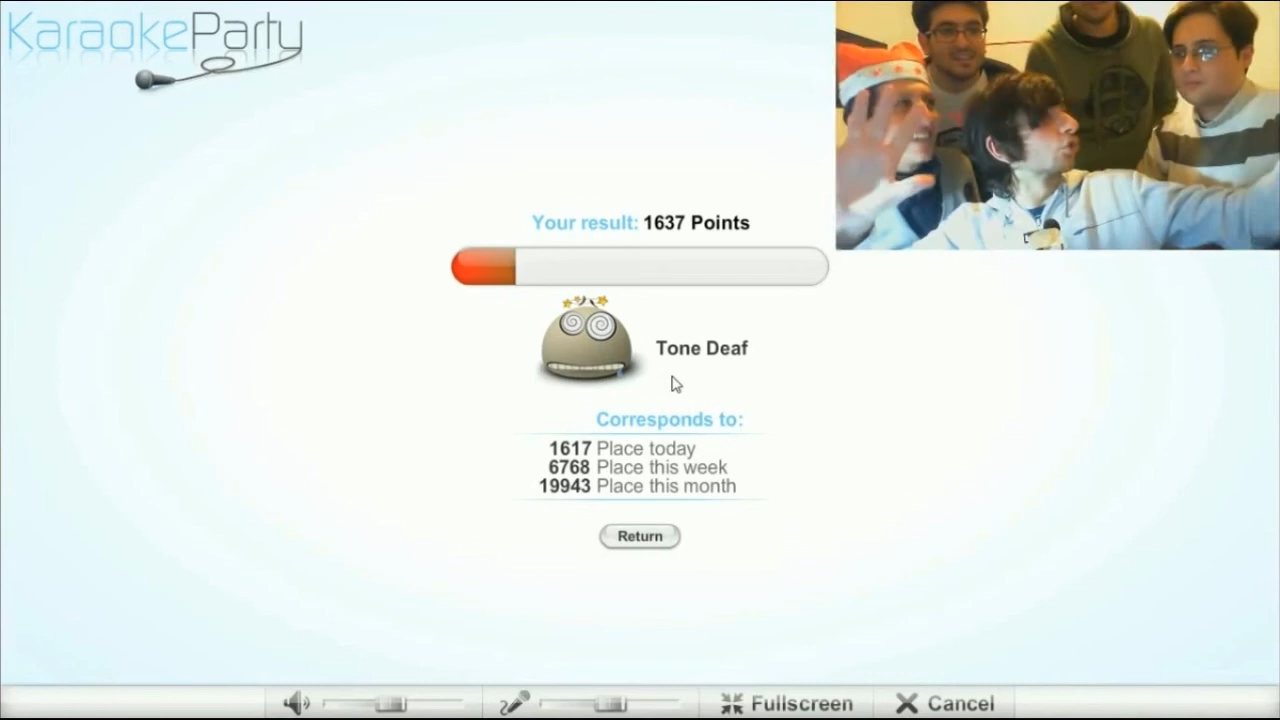 KaraokeParty
Your result: 1637 Points
Tone Deaf
Corresponds to:
1617 Place today
6768 Place this week
19943 Place this month
Return
Fullscreen
Cancel